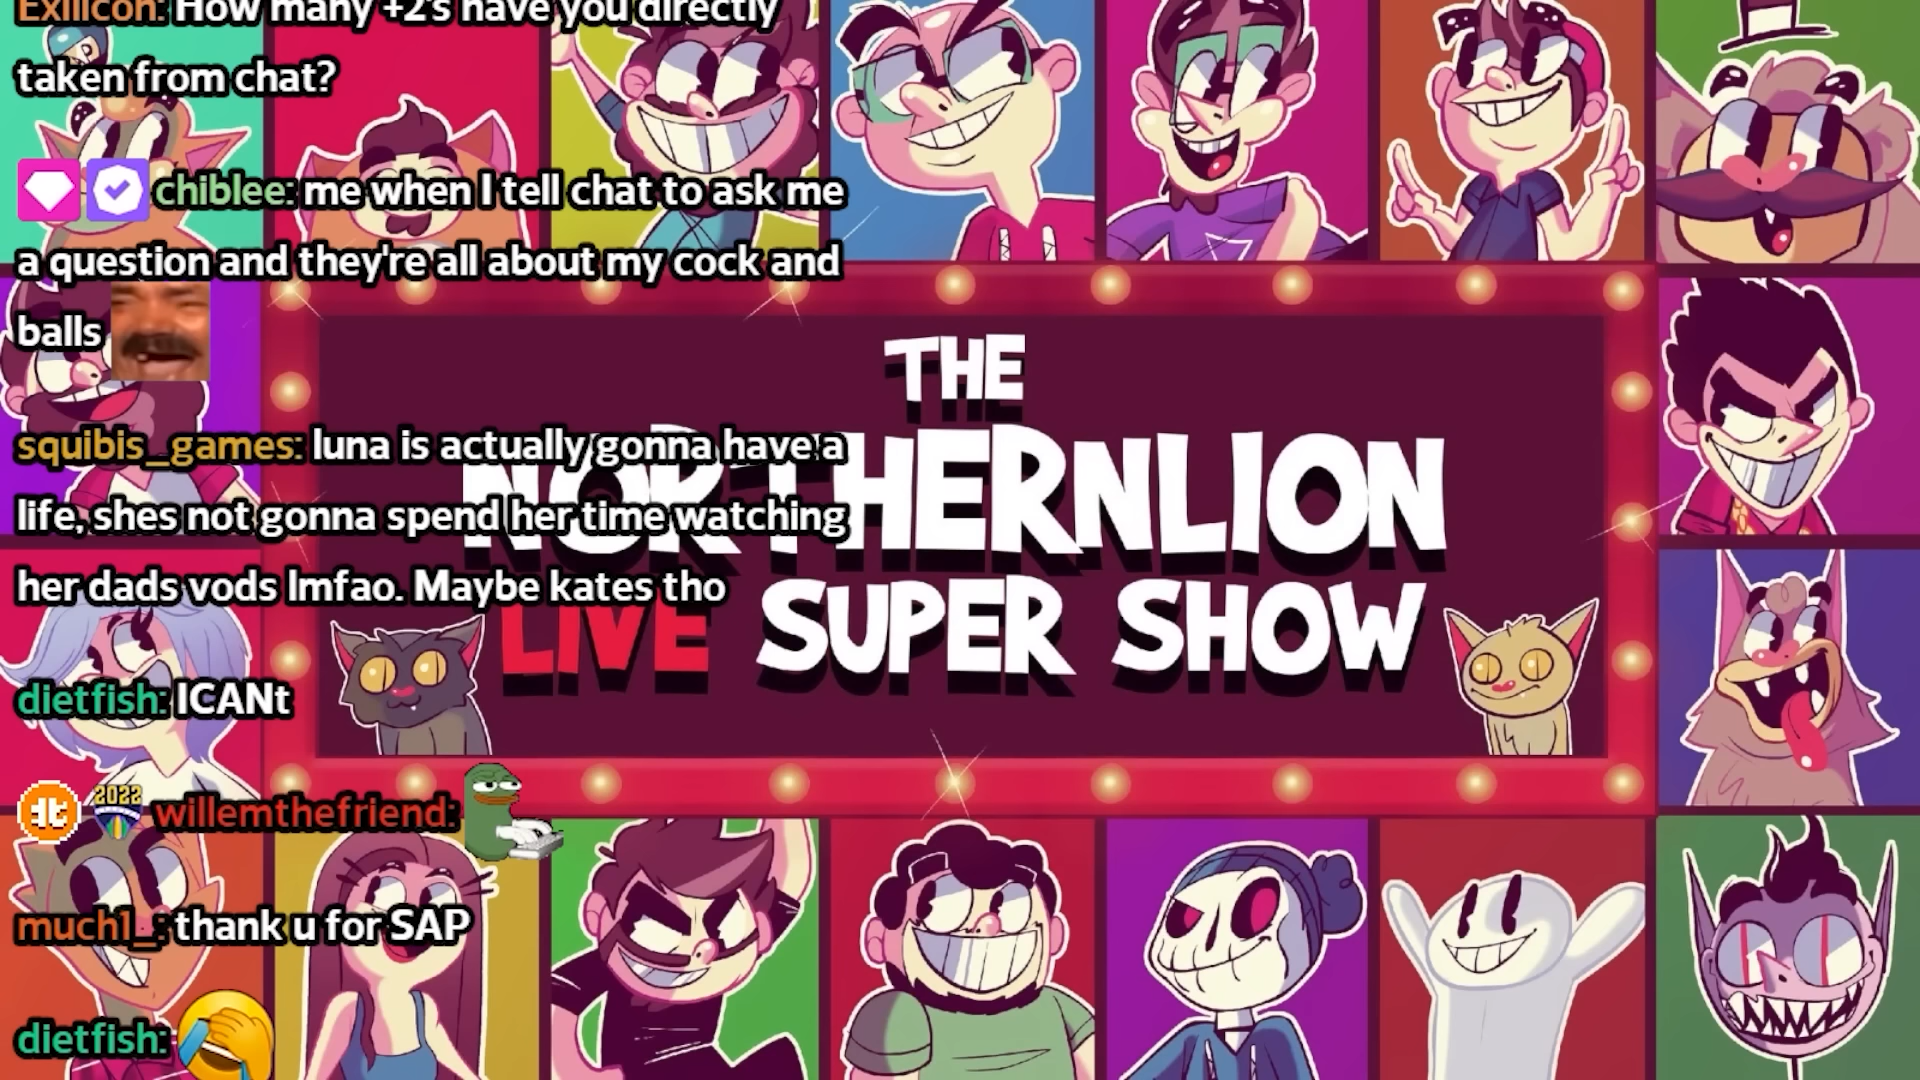 Exilicon: How many +2's have you directly
taken from chat?
chiblee: me when I tell chat to ask me
a question and they're all about my cock and
balls
squibis_games: luna is actually gonna have a
life, shes not gonna spend her time watching
her dads vods lmfao. Maybe kates tho
dietfish: ICANt
2022 willemthefriend:
much1_: thank u for SAP
dietfish:
THE
NORTHERNLION
LIVE SUPER SHOW